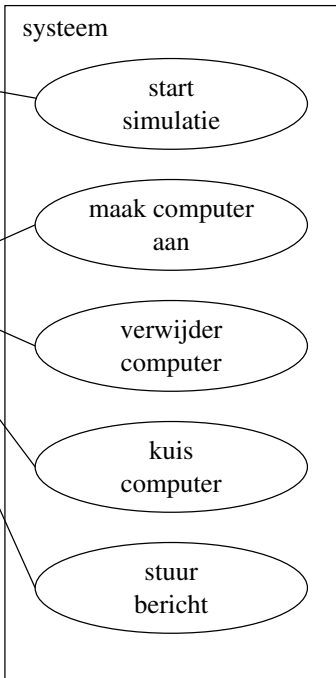 systeem
start
simulatie
maak computer
aan
verwijder
computer
kuis
computer
stuur
bericht